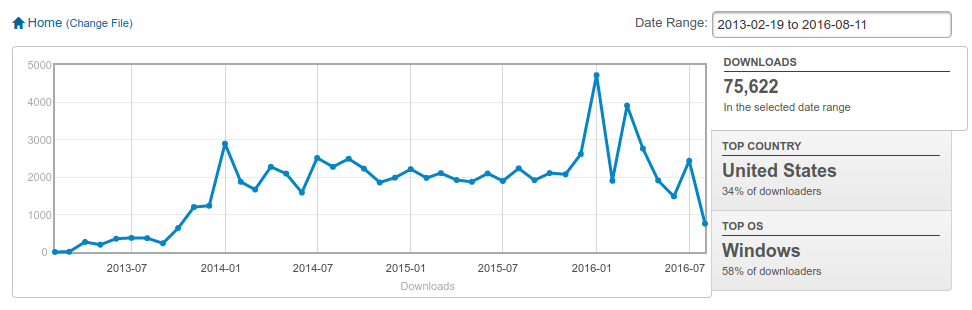 Home (Change File)
Date Range: 2013-02-19 to 2016-08-11
5000
4000
3000
2000
1000
0
2013-07 2014-01 2014-07 2015-01 2015-07 2016-01 2016-07
Downloads
DOWNLOADS
75,622
In the selected date range
TOP COUNTRY
United States
34% of downloaders
TOP OS
Windows
58% of downloaders